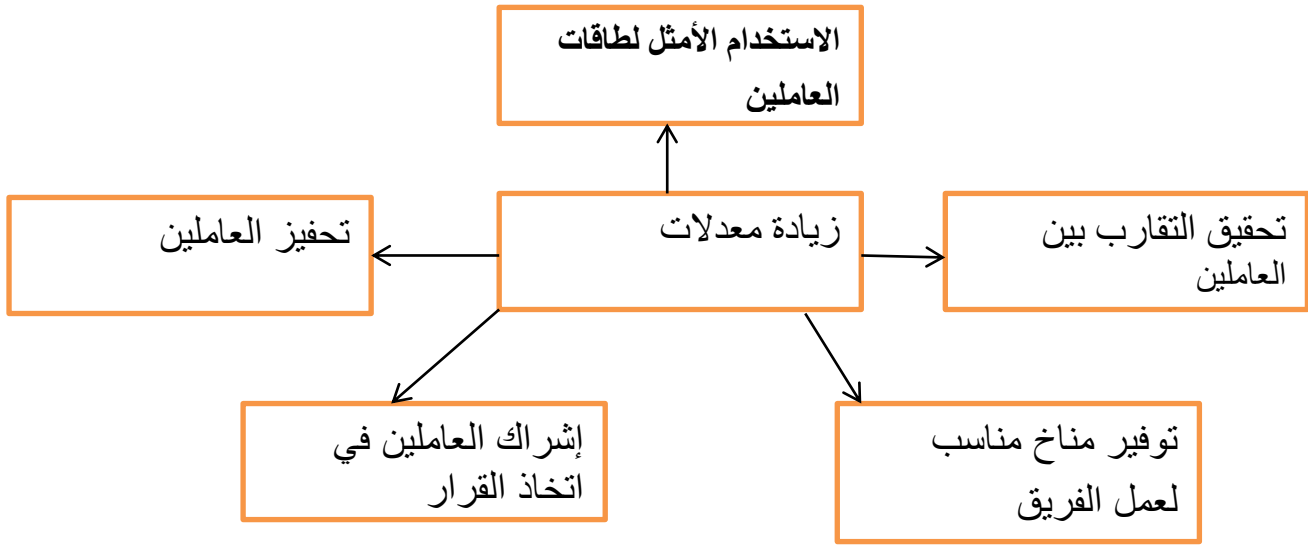 الاستخدام الأمثل لطاقات
العاملين
تحقيق التقارب بين
العاملين
زيادة معدلات
تحفيز العاملين
توفير مناخ مناسب
لعمل الفريق
إشراك العاملين في
اتخاذ القرار